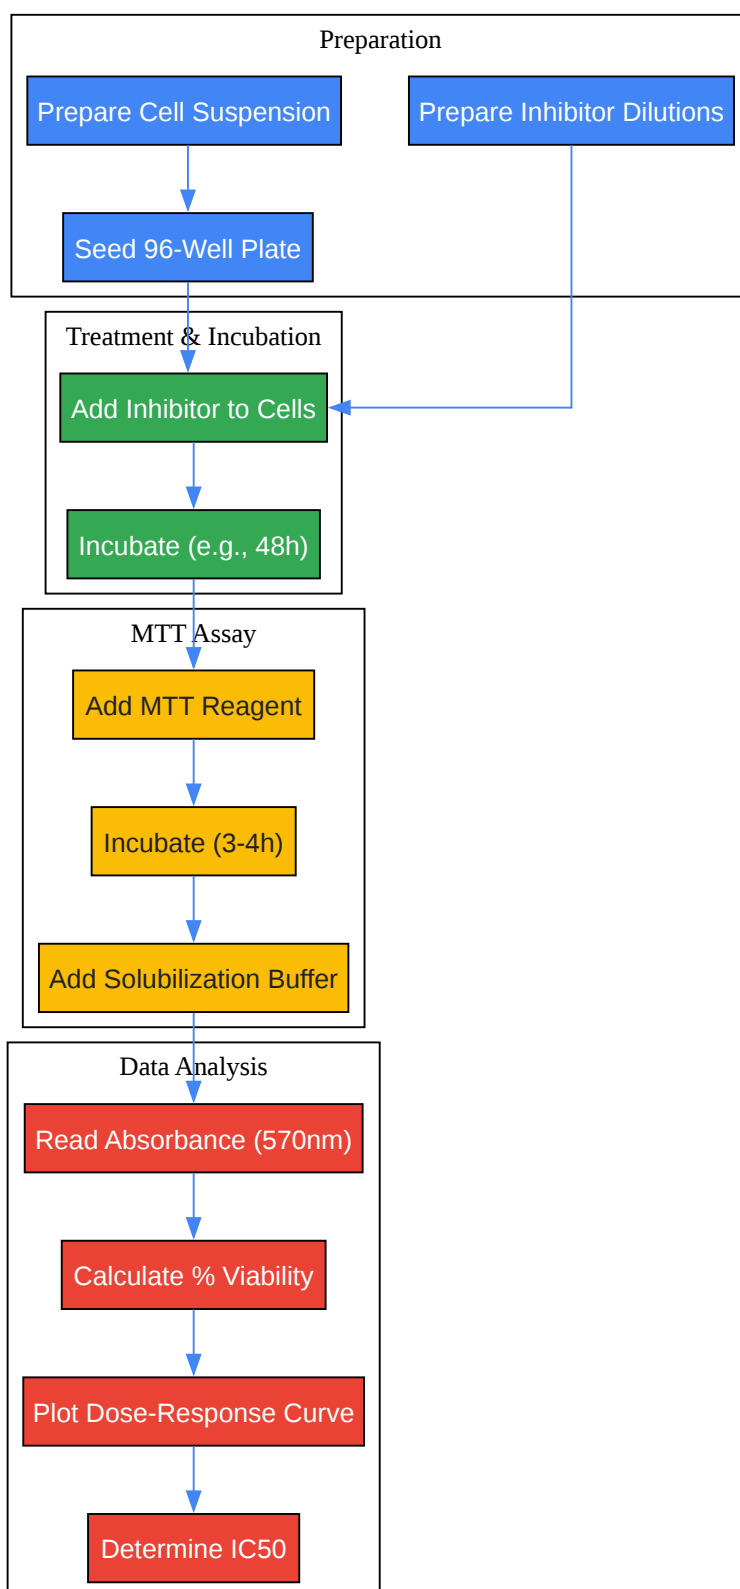 Preparation
Prepare Cell Suspension
Prepare Inhibitor Dilutions
Seed 96-Well Plate
Treatment & Incubation
Add Inhibitor to Cells
Incubate (e.g., 48h)
MTT Assay
Add MTT Reagent
Incubate (3-4h)
Add Solubilization Buffer
Data Analysis
Read Absorbance (570nm)
Calculate % Viability
Plot Dose-Response Curve
Determine IC50